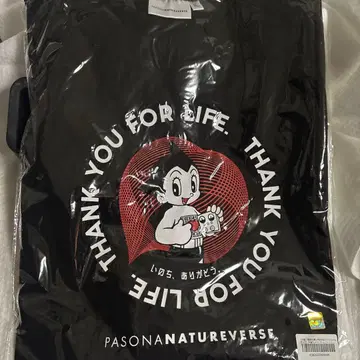 THANK YOU FOR LIFE.
THANK YOU FOR LIFE.
いのち、ありがとう。
PASONANATUREVERSE